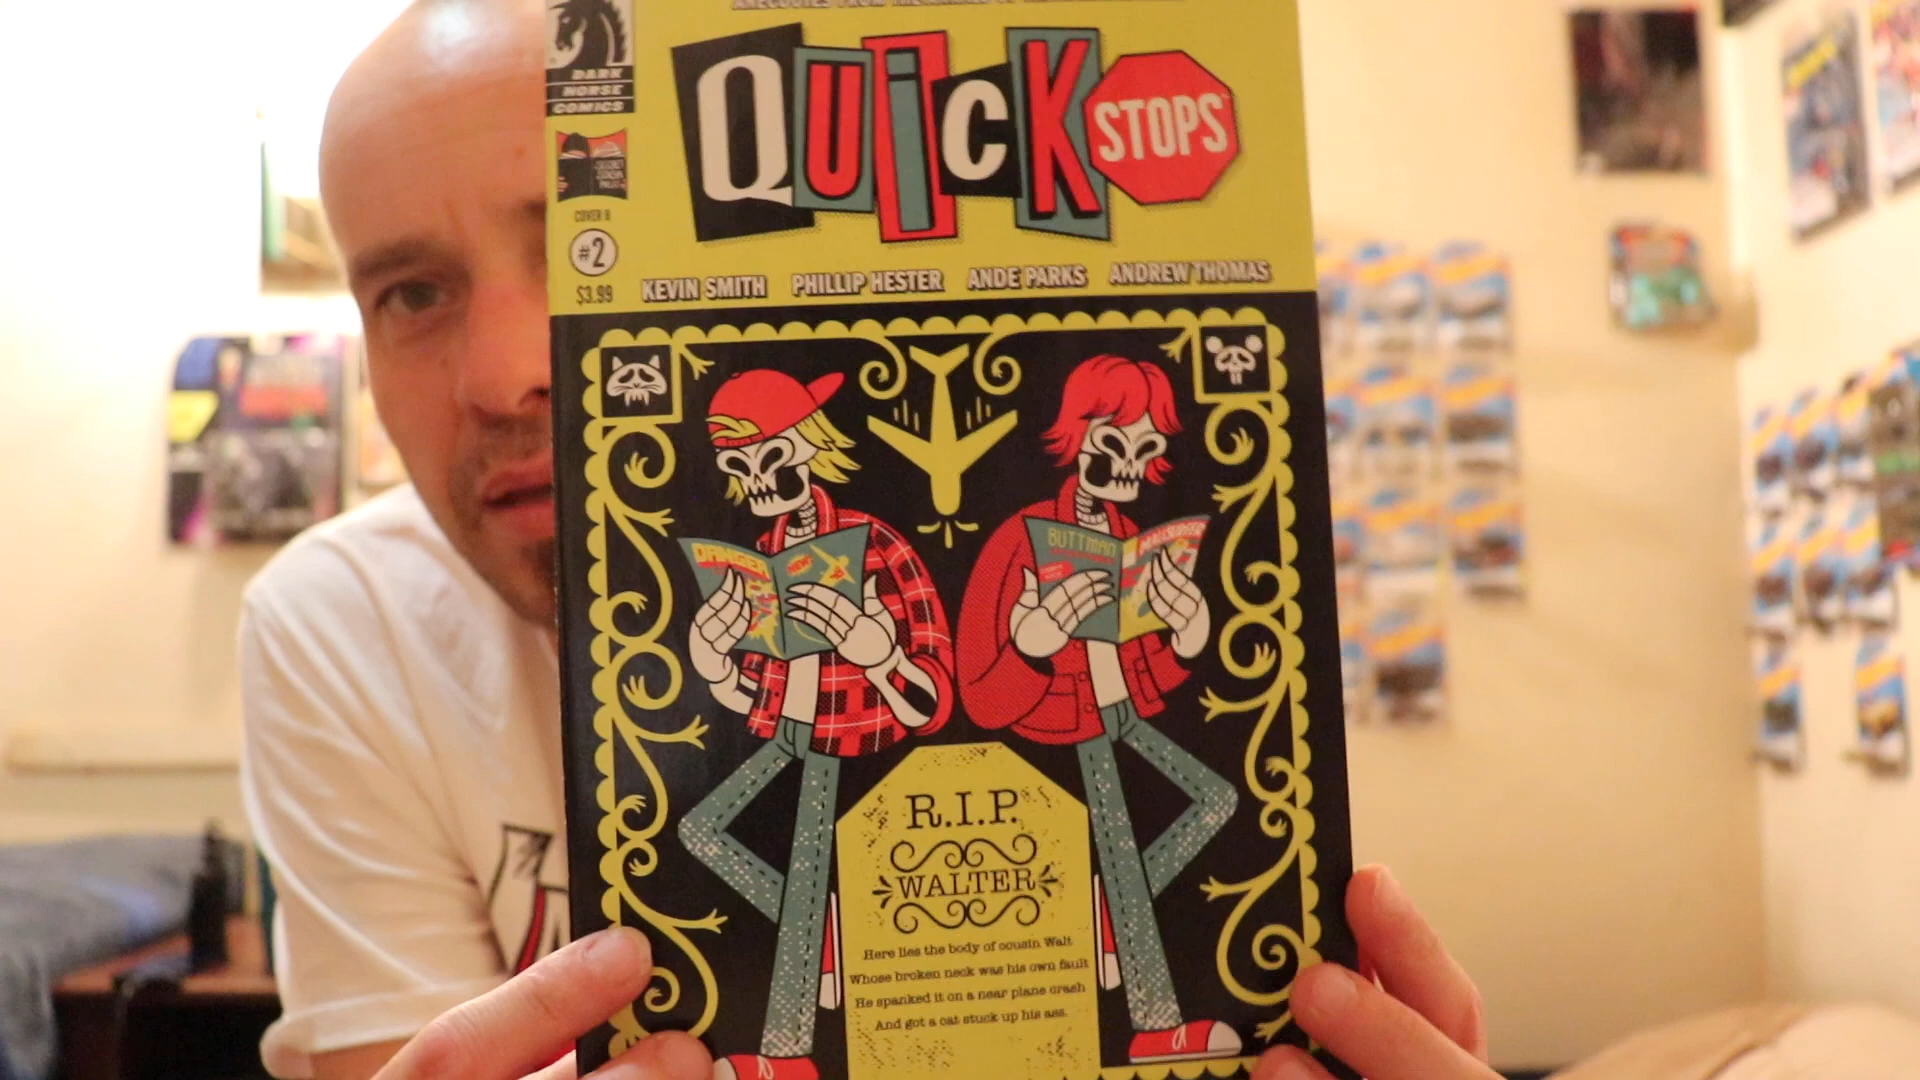 DARK
HORSE
COMICS
QUICK
STOPS
COVER B
#2
$3.99
KEVIN SMITH PHILLIP HESTER ANDE PARKS ANDREW THOMAS
DANGER
NEW!
BUTTMAN
R.I.P.
WALTER
Here lies the body of cousin Walt
Whose broken neck was his own fault
He spanked it on a near plane crash
And got a cat stuck up his ass.